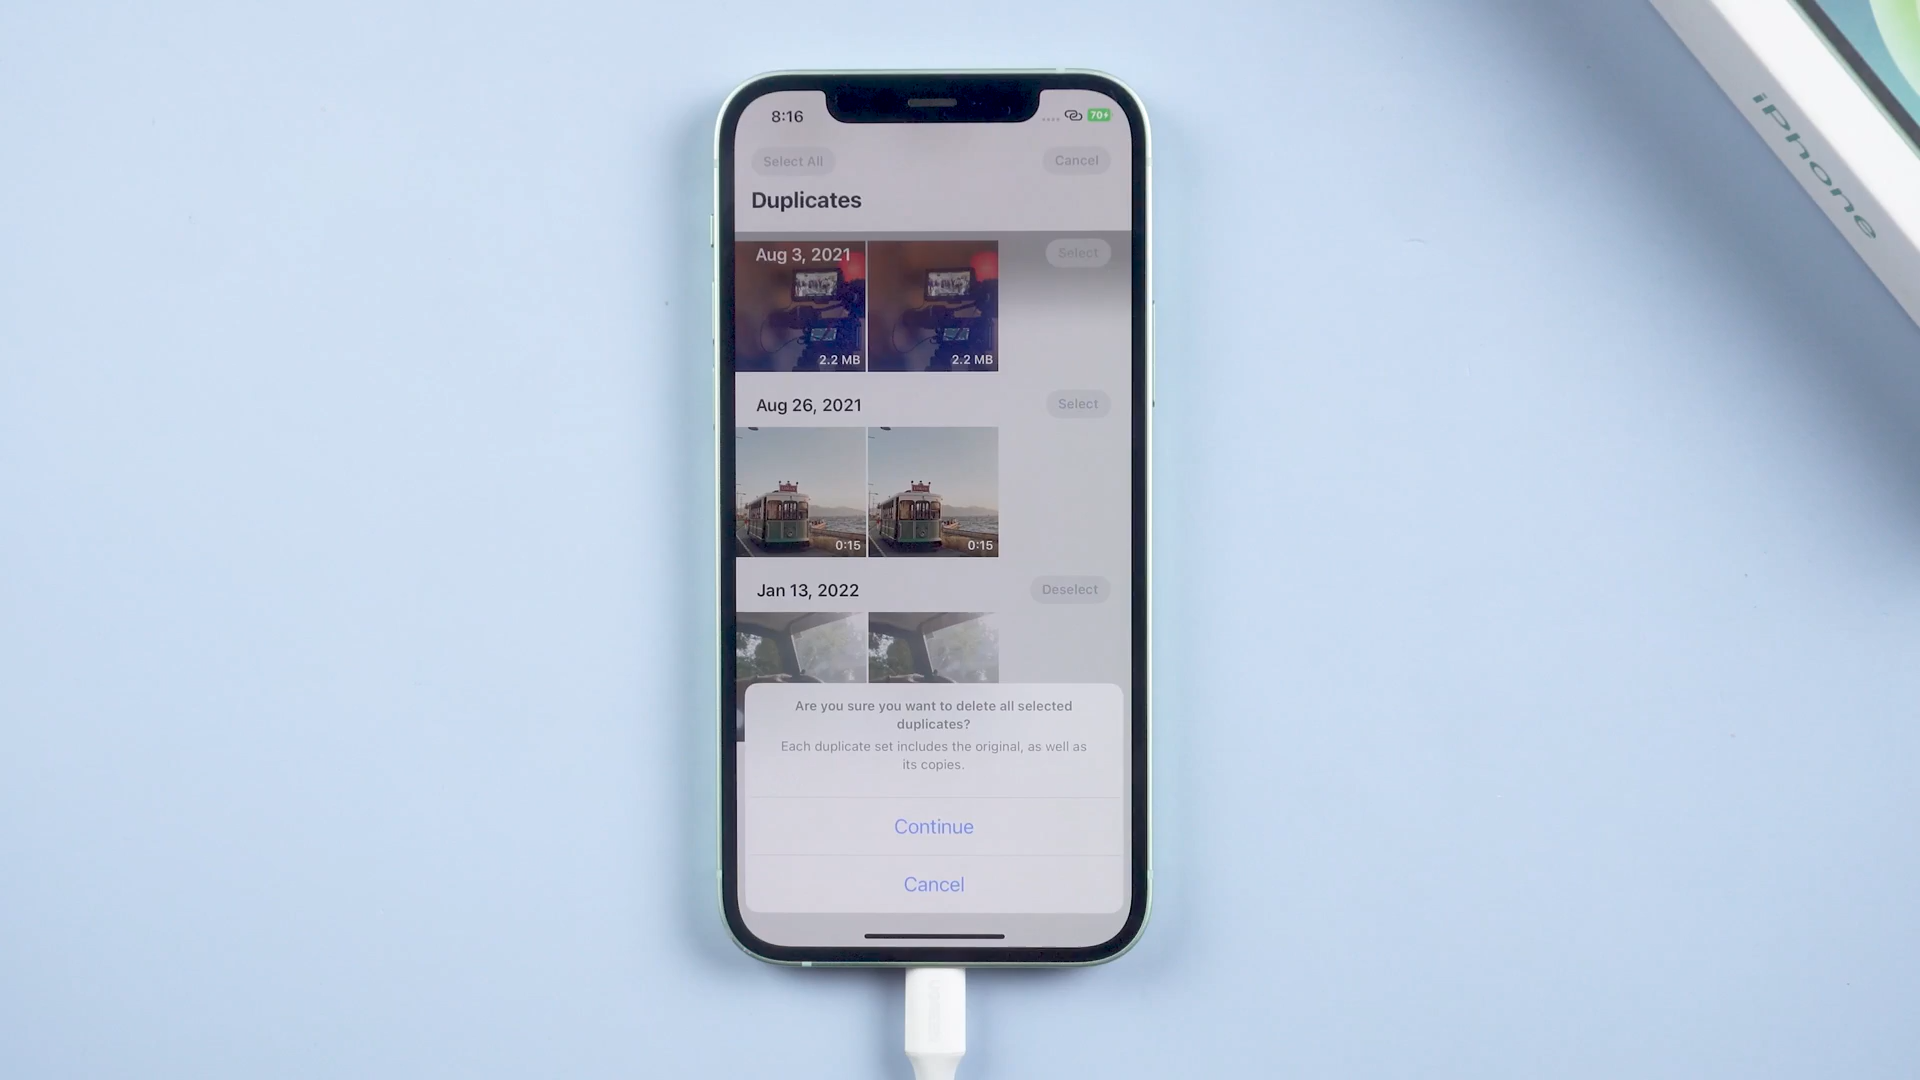 8:16
70
Select All
Cancel
Duplicates
Aug 3, 2021
Select
2.2 MB
2.2 MB
Aug 26, 2021
Select
0:15
0:15
Jan 13, 2022
Deselect
Are you sure you want to delete all selected
duplicates?
Each duplicate set includes the original, as well as
its copies.
Continue
Cancel
iPhone